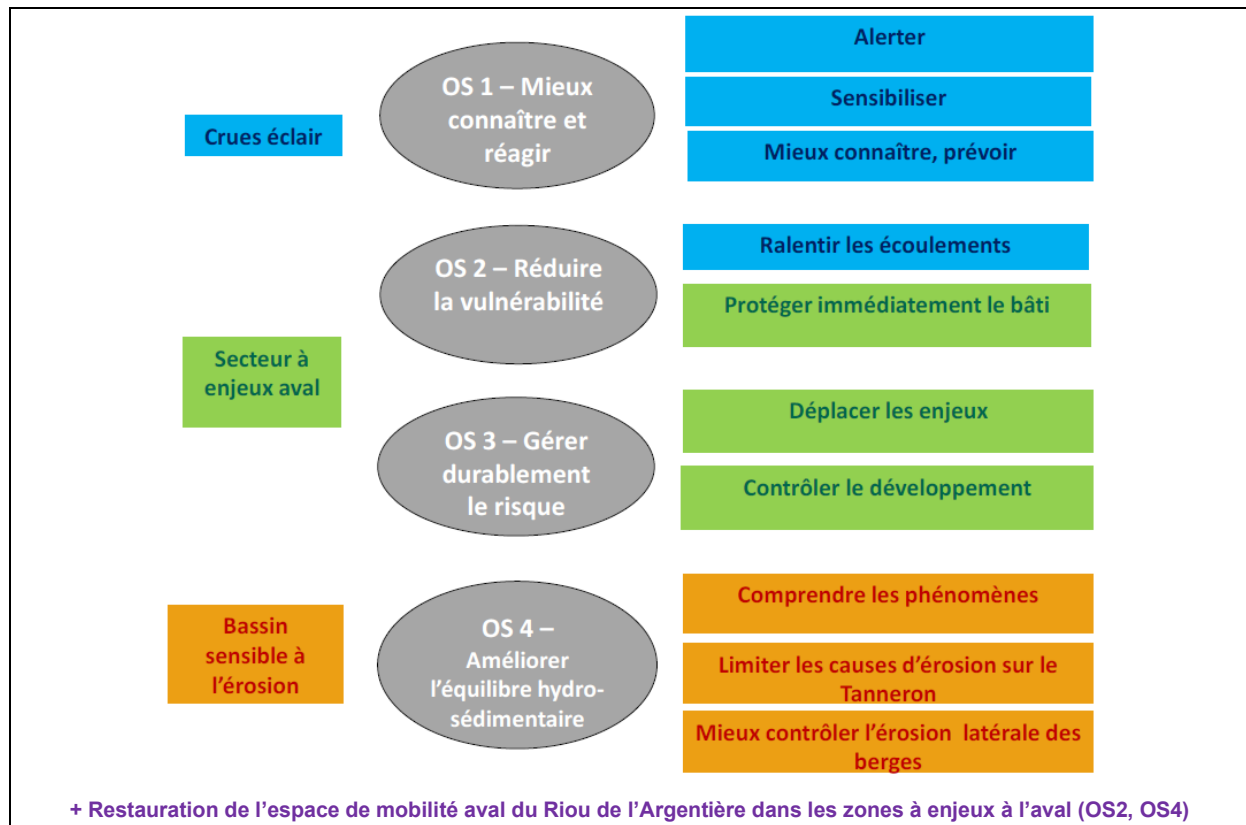 Crues éclair
OS 1 – Mieux
connaître et
réagir
Alerter
Sensibiliser
Mieux connaître, prévoir
Secteur à
enjeux aval
OS 2 – Réduire
la vulnérabilité
Ralentir les écoulements
Protéger immédiatement le bâti
OS 3 – Gérer
durablement
le risque
Déplacer les enjeux
Contrôler le développement
Bassin
sensible à
l’érosion
OS 4 –
Améliorer
l’équilibre hydro-
sédimentaire
Comprendre les phénomènes
Limiter les causes d’érosion sur le
Tanneron
Mieux contrôler l’érosion latérale des
berges
+ Restauration de l’espace de mobilité aval du Riou de l’Argentière dans les zones à enjeux à l’aval (OS2, OS4)